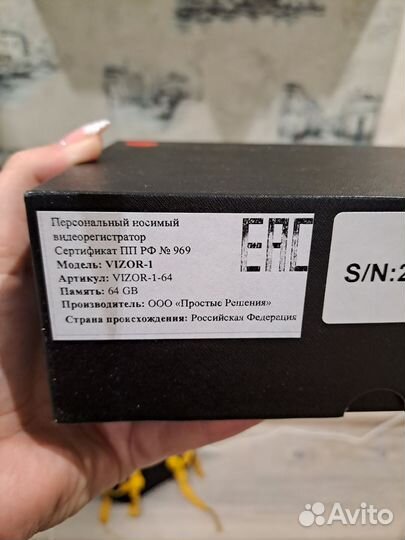 Персональный носимый
видеорегистратор
Сертификат ПП РФ № 969
Модель: VIZOR-1
Артикул: VIZOR-1-64
Память: 64 GB
Производитель: ООО «Простые Решения»
Страна происхождения: Российская Федерация
EAC
S/N:2
Avito